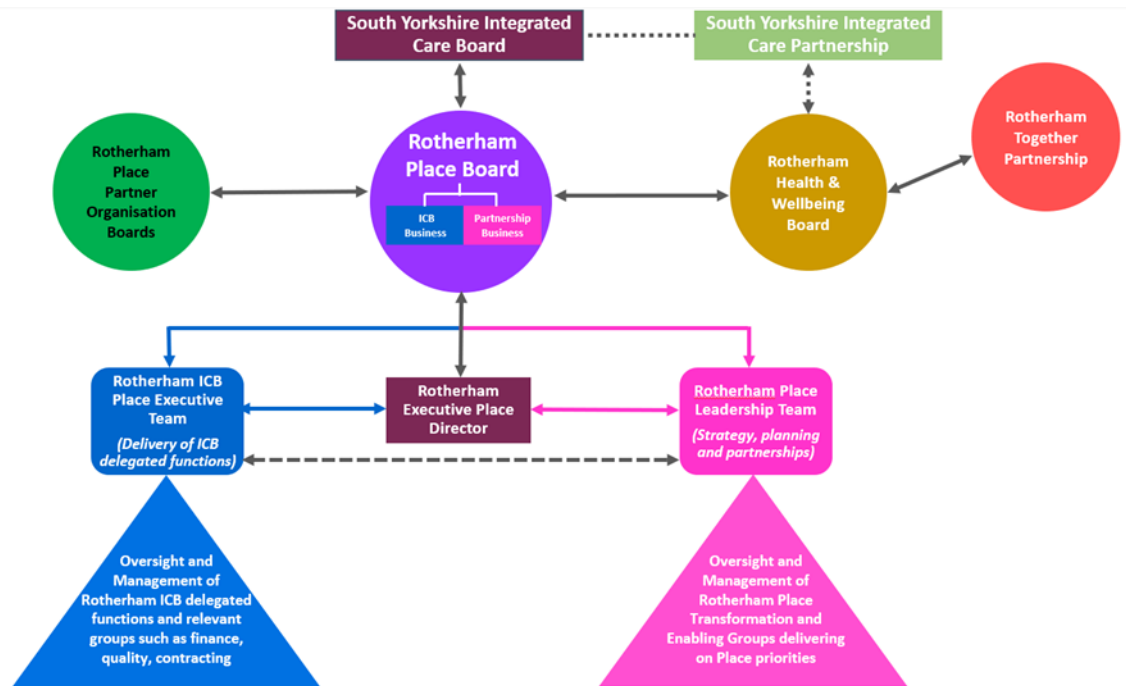 South Yorkshire Integrated
Care Board
South Yorkshire Integrated
Care Partnership
Rotherham
Place
Partner
Organisation
Boards
Rotherham
Place Board
ICB
Business
Partnership
Business
Rotherham
Health &
Wellbeing
Board
Rotherham
Together
Partnership
Rotherham ICB
Place Executive
Team
(Delivery of ICB
delegated functions)
Rotherham
Executive Place
Director
Rotherham Place
Leadership Team
(Strategy, planning
and partnerships)
Oversight and
Management of
Rotherham ICB delegated
functions and relevant
groups such as finance,
quality, contracting
Oversight and
Management of
Rotherham Place
Transformation and
Enabling Groups delivering
on Place priorities